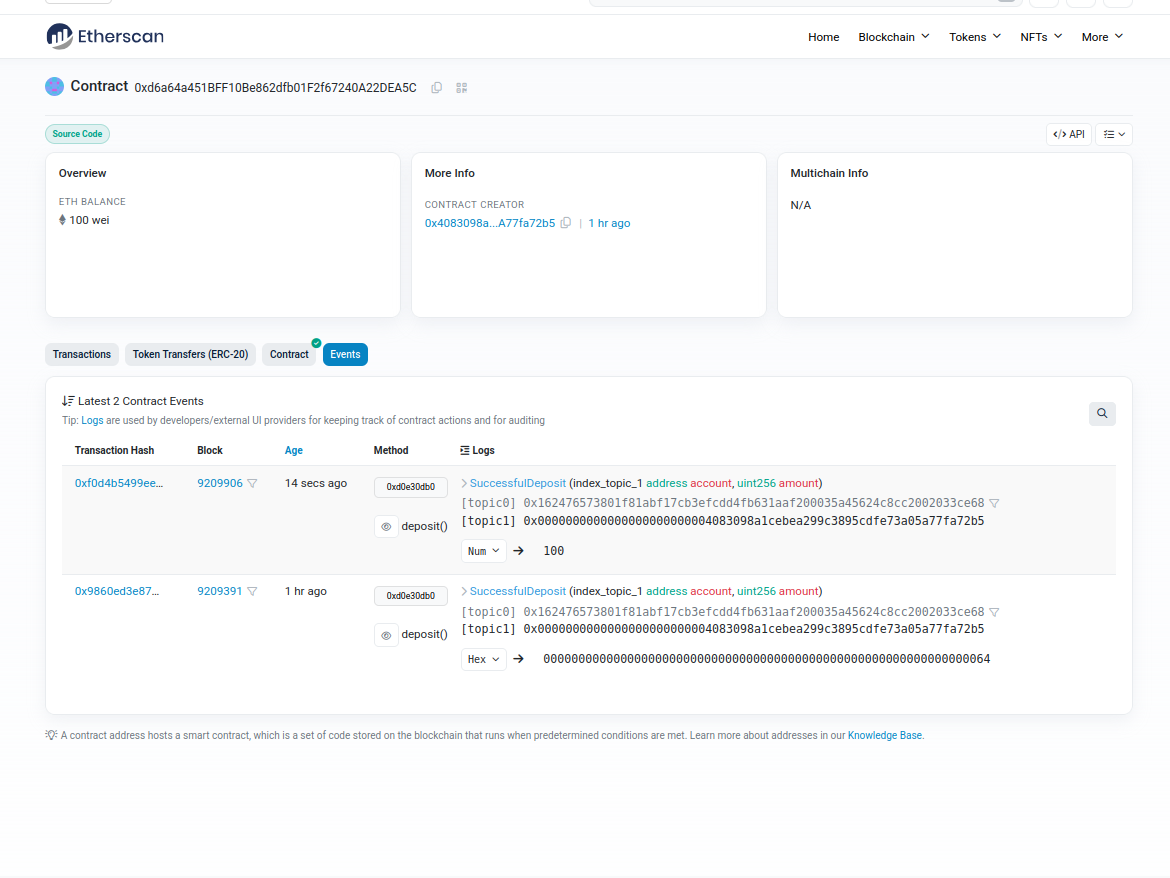 Etherscan
Home Blockchain Tokens NFTs More
Contract 0xd6a64a451BFF10Be862dfb01F2f67240A22DEA5C
Source Code
</> API
Overview
ETH BALANCE
100 wei
More Info
CONTRACT CREATOR
0x4083098a...A77fa72b5 | 1 hr ago
Multichain Info
N/A
Transactions Token Transfers (ERC-20) Contract Events
Latest 2 Contract Events
Tip: Logs are used by developers/external UI providers for keeping track of contract actions and for auditing
Transaction Hash Block Age Method Logs
0xf0d4b5499ee... 9209906 14 secs ago 0xd0e30db0 SuccessfulDeposit (index_topic_1 address account, uint256 amount)
[topic0] 0x162476573801f81abf17cb3efcdd4fb631aaf200035a45624c8cc2002033ce68
deposit() [topic1] 0x0000000000000000000000004083098a1cebea299c3895cdfe73a05a77fa72b5
Num 100
0x9860ed3e87... 9209391 1 hr ago 0xd0e30db0 SuccessfulDeposit (index_topic_1 address account, uint256 amount)
[topic0] 0x162476573801f81abf17cb3efcdd4fb631aaf200035a45624c8cc2002033ce68
deposit() [topic1] 0x0000000000000000000000004083098a1cebea299c3895cdfe73a05a77fa72b5
Hex 0000000000000000000000000000000000000000000000000000000000000064
A contract address hosts a smart contract, which is a set of code stored on the blockchain that runs when predetermined conditions are met. Learn more about addresses in our Knowledge Base.